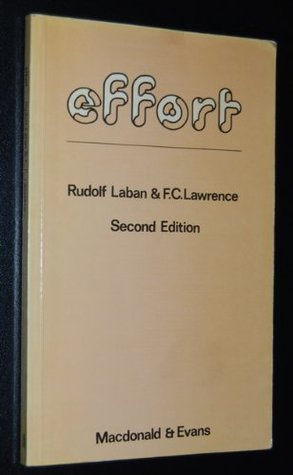 effort
Rudolf Laban & F.C.Lawrence
Second Edition
Macdonald & Evans